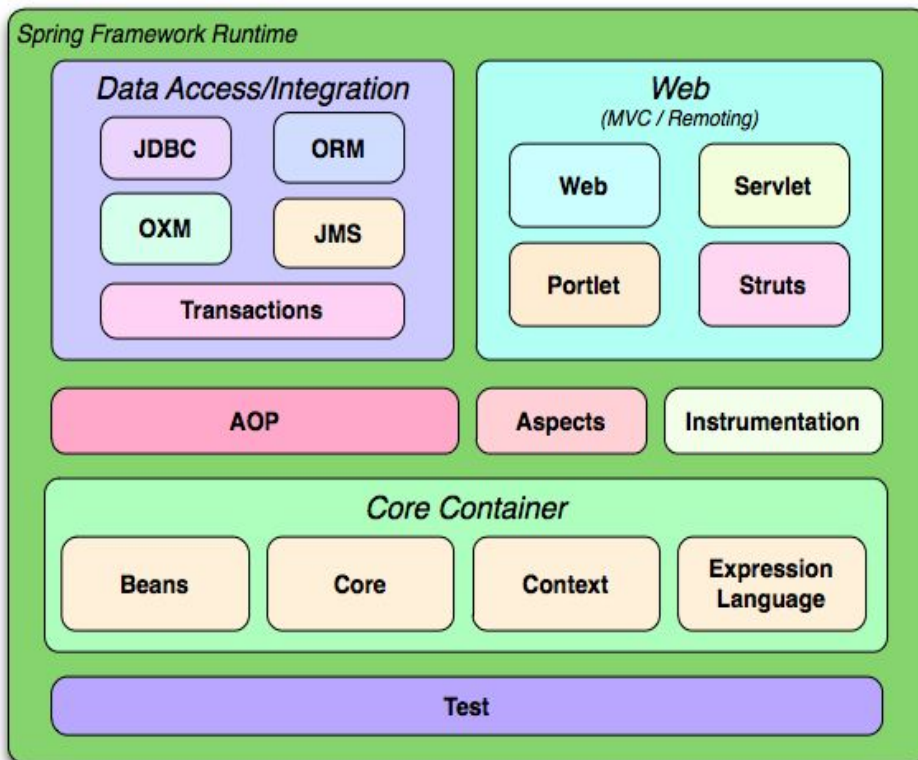 Spring Framework Runtime
Data Access/Integration
JDBC
ORM
OXM
JMS
Transactions
Web
(MVC / Remoting)
Web
Servlet
Portlet
Struts
AOP
Aspects
Instrumentation
Core Container
Beans
Core
Context
Expression
Language
Test